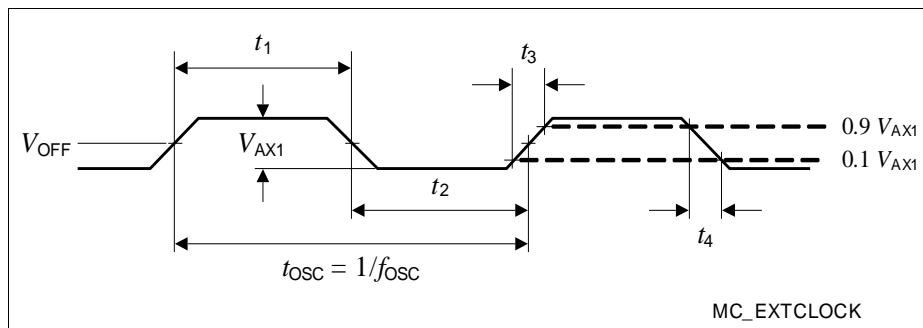 t1
t3
VOFF
VAX1
0.9 VAX1
0.1 VAX1
t2
t4
tOSC = 1/fOSC
MC_EXTCLOCK